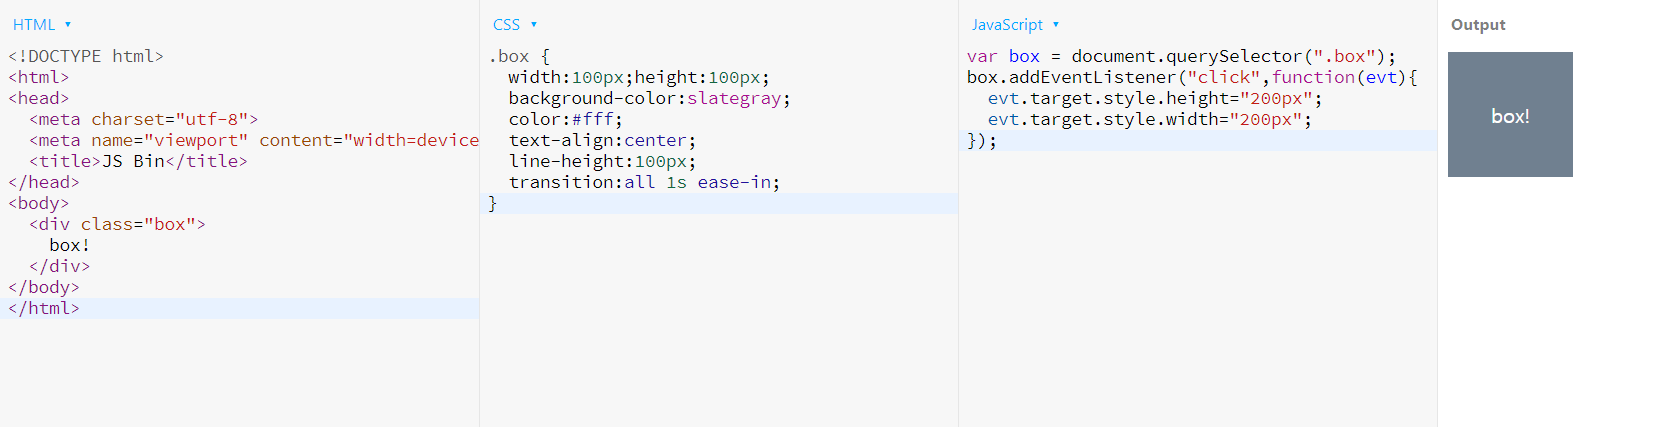 HTML ▾
<!DOCTYPE html>
<html>
<head>
  <meta charset="utf-8">
  <meta name="viewport" content="width=device
  <title>JS Bin</title>
</head>
<body>
  <div class="box">
    box!
  </div>
</body>
</html>
CSS ▾
.box {
  width:100px;height:100px;
  background-color:slategray;
  color:#fff;
  text-align:center;
  line-height:100px;
  transition:all 1s ease-in;
}
JavaScript ▾
var box = document.querySelector(".box");
box.addEventListener("click",function(evt){
  evt.target.style.height="200px";
  evt.target.style.width="200px";
});
Output
box!